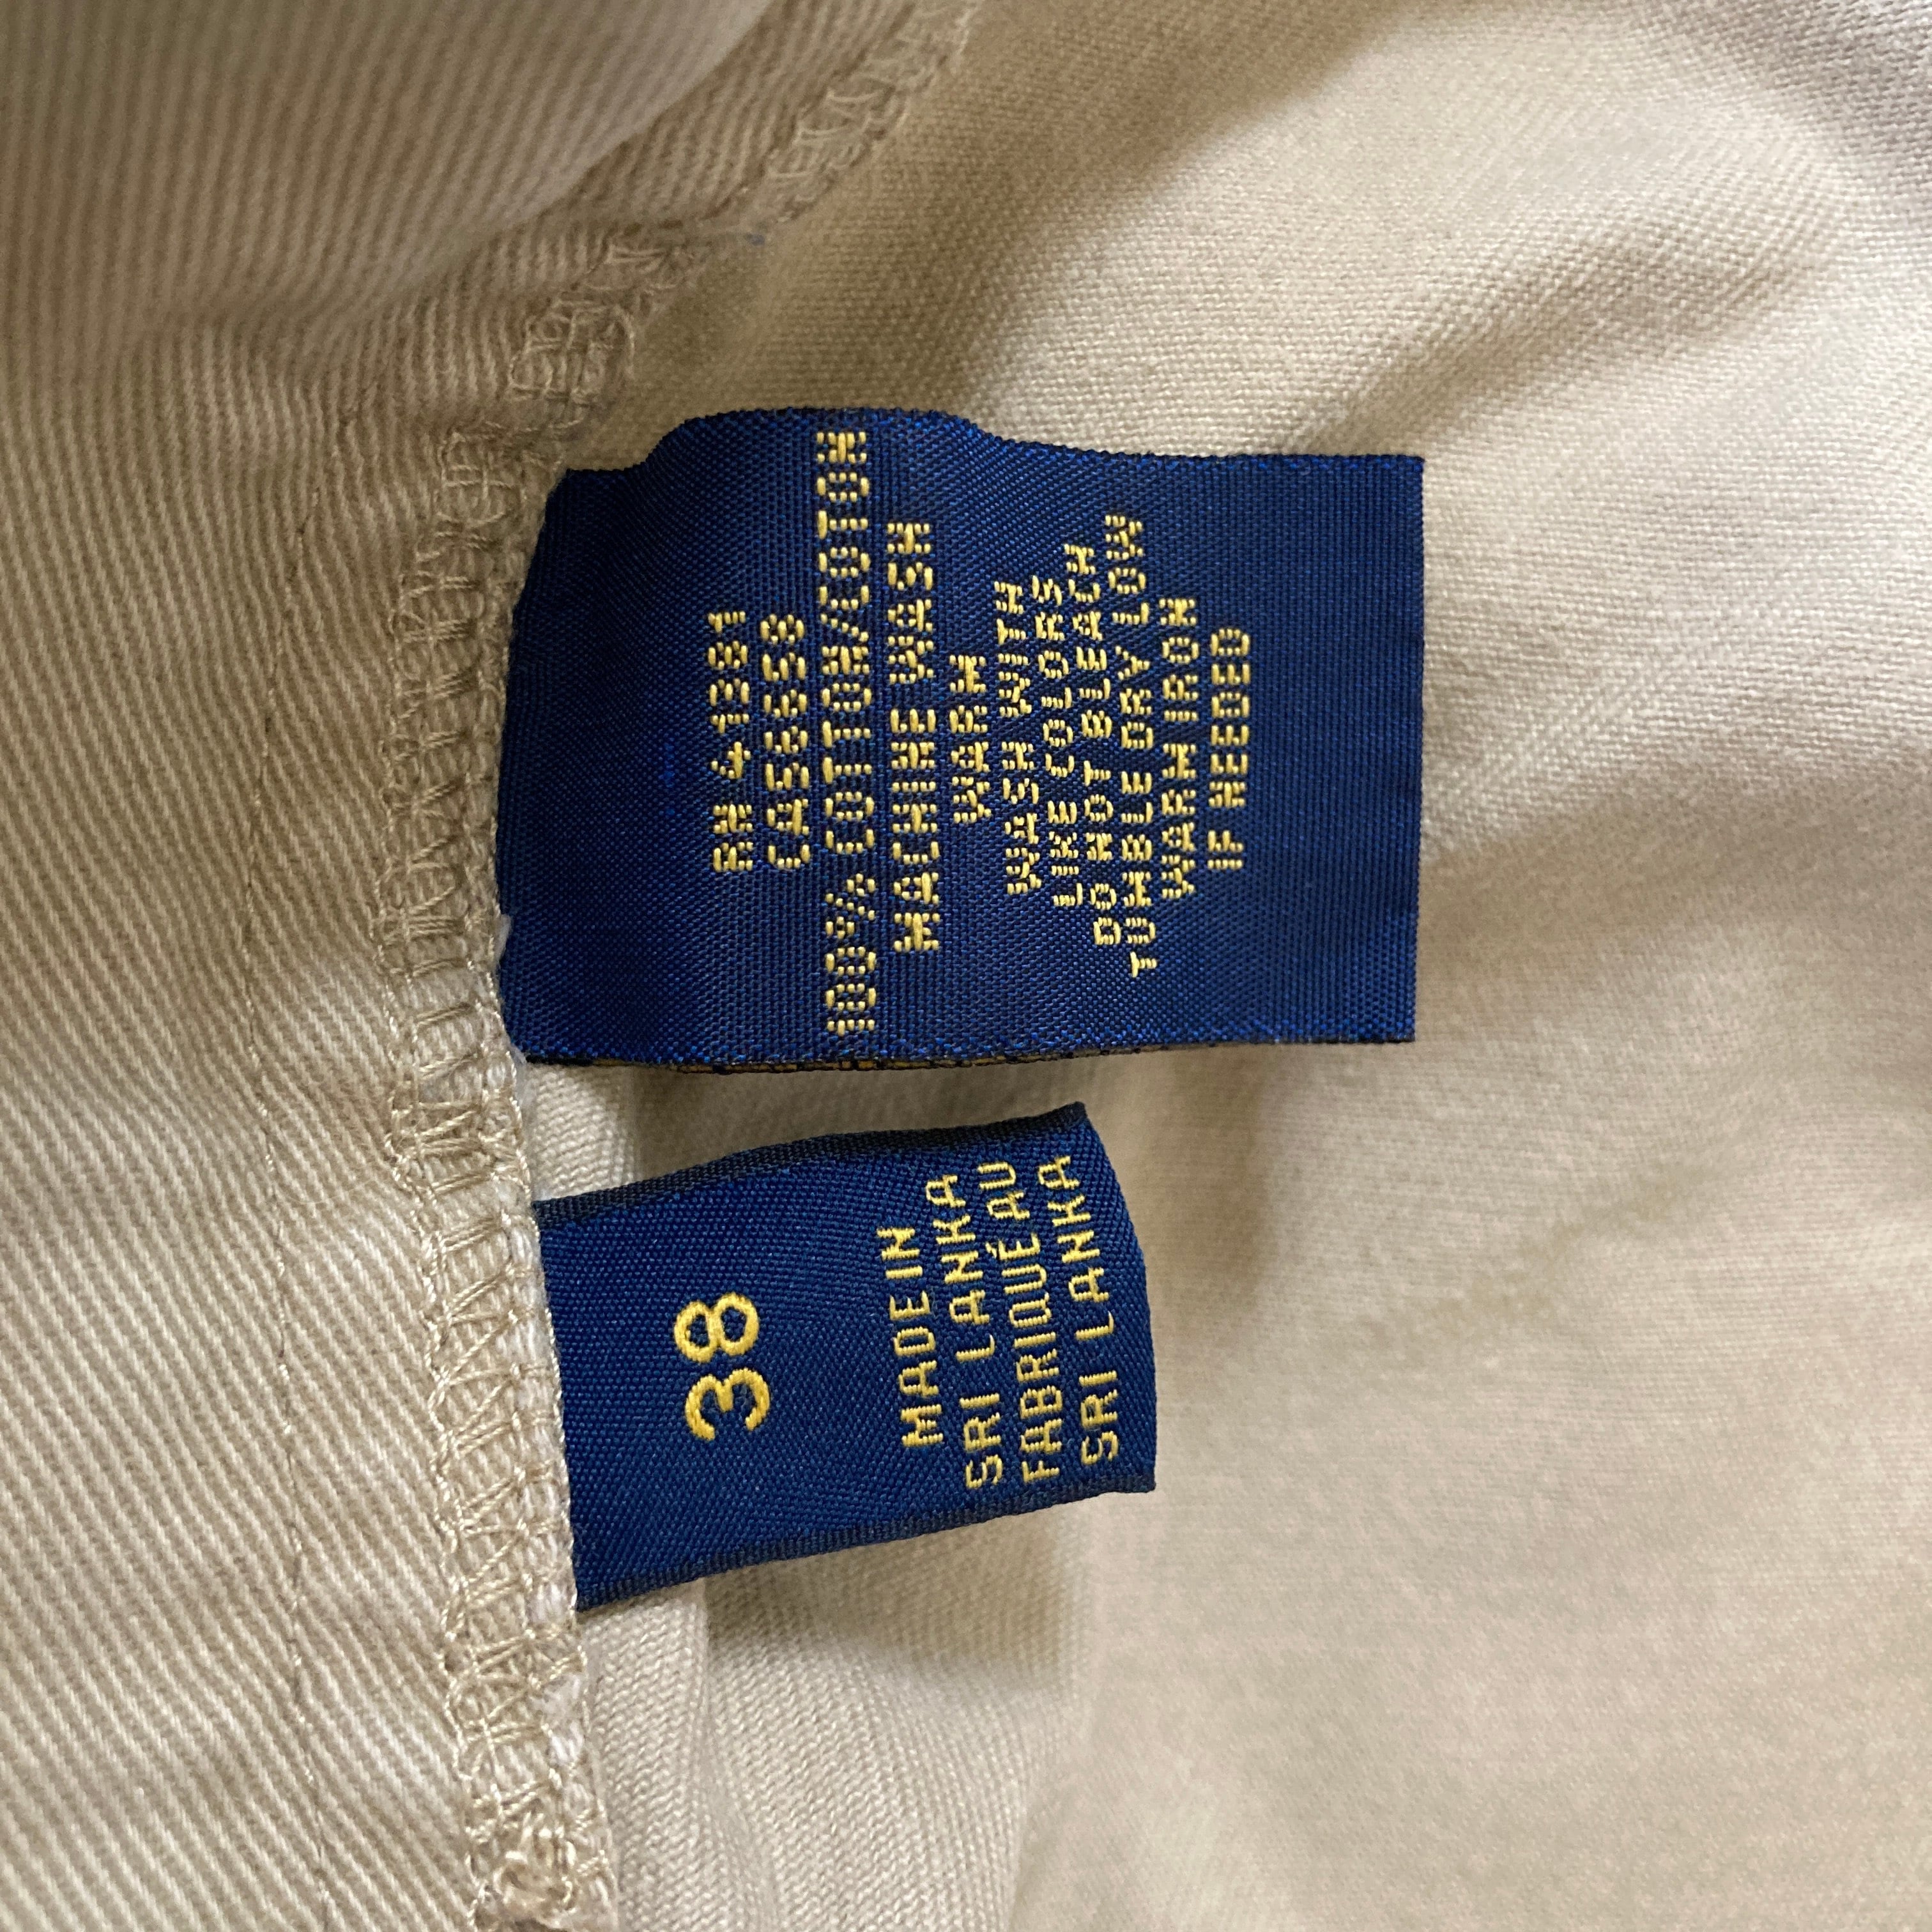 RN 41381
CA56658
100% COTTON/COTON
MACHINE WASH
WARM
WASH WITH
LIKE COLORS
DO NOT BLEACH
TUMBLE DRY LOW
WARM IRON
IF NEEDED
38
MADE IN
SRI LANKA
FABRIQUÉ AU
SRI LANKA